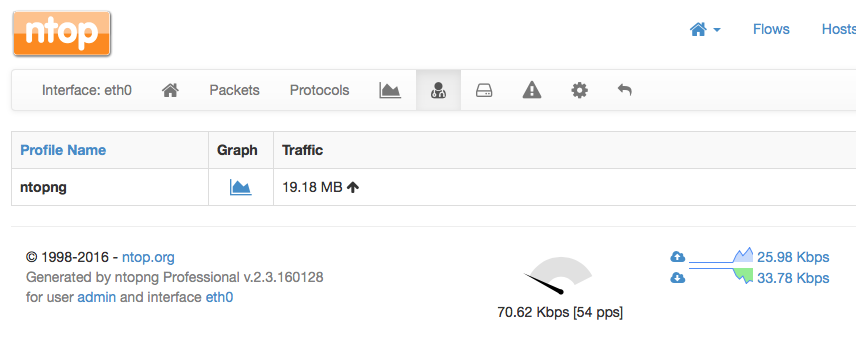 ntop
Flows Hosts
Interface: eth0 Packets Protocols
Profile Name Graph Traffic
ntopng 19.18 MB
© 1998-2016 - ntop.org
Generated by ntopng Professional v.2.3.160128
for user admin and interface eth0
70.62 Kbps [54 pps]
25.98 Kbps
33.78 Kbps